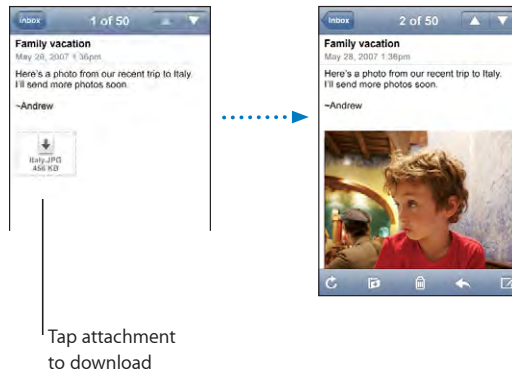 Inbox
1 of 50
Family vacation
May 28, 2007 1:36pm
Here's a photo from our recent trip to Italy.
I'll send more photos soon.
~Andrew
Italy.JPG
456 KB
Tap attachment
to download
Inbox
2 of 50
Family vacation
May 28, 2007 1:36pm
Here's a photo from our recent trip to Italy.
I'll send more photos soon.
~Andrew